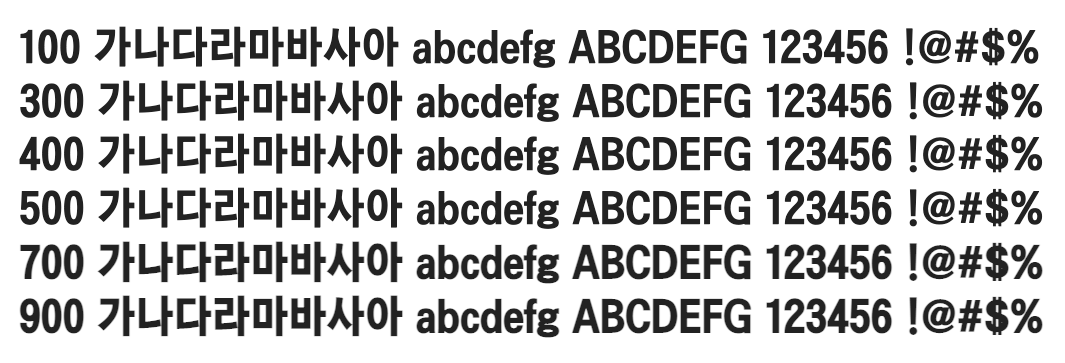 100 가나다라마바사아 abcdefg ABCDEFG 123456 !@#$%
300 가나다라마바사아 abcdefg ABCDEFG 123456 !@#$%
400 가나다라마바사아 abcdefg ABCDEFG 123456 !@#$%
500 가나다라마바사아 abcdefg ABCDEFG 123456 !@#$%
700 가나다라마바사아 abcdefg ABCDEFG 123456 !@#$%
900 가나다라마바사아 abcdefg ABCDEFG 123456 !@#$%